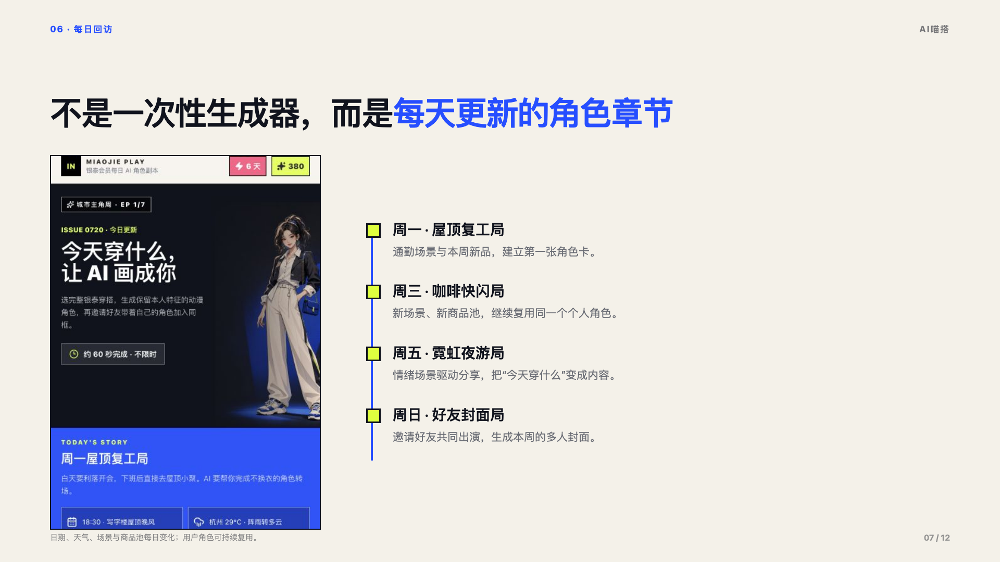 06 · 每日回访
AI喵搭
不是一次性生成器，而是每天更新的角色章节
IN
MIAOJIE PLAY
银泰会员每日 AI 角色副本
6 天
380
城市主角周 · EP 1/7
ISSUE 0720 · 今日更新
今天穿什么，
让 AI 画成你
选完整银泰穿搭，生成保留本人特征的动漫
角色，再邀请好友带着自己的角色加入同
框。
约 60 秒完成 · 不限时
TODAY'S STORY
周一屋顶复工局
白天要利落开会，下班后直接去屋顶小聚。AI 要帮你完成不换衣的角色转
场。
18:30 · 写字楼屋顶晚风
杭州 29°C · 阵雨转多云
周一 · 屋顶复工局
通勤场景与本周新品，建立第一张角色卡。
周三 · 咖啡快闪局
新场景、新商品池，继续复用同一个个人角色。
周五 · 霓虹夜游局
情绪场景驱动分享，把“今天穿什么”变成内容。
周日 · 好友封面局
邀请好友共同出演，生成本周的多人封面。
日期、天气、场景与商品池每日变化；用户角色可持续复用。
07 / 12